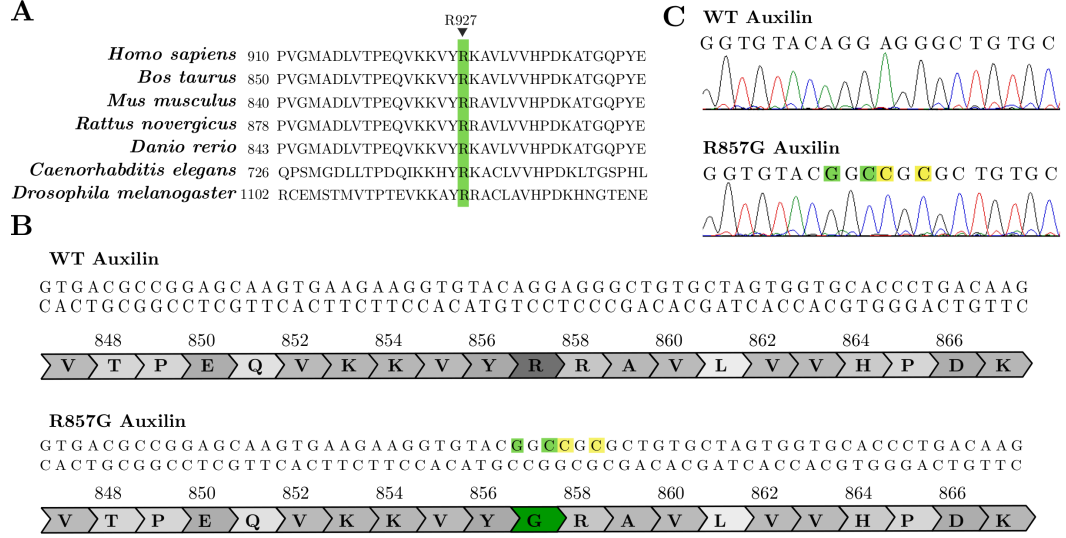 A
R927
Homo sapiens 910 PVGMADLVTPEQVKKVYRKAVLVVHPDKATGQPYE
Bos taurus 850 PVGMADLVTPEQVKKVYRKAVLVVHPDKATGQPYE
Mus musculus 840 PVGMADLVTPEQVKKVYRRAVLVVHPDKATGQPYE
Rattus novergicus 878 PVGMADLVTPEQVKKVYRRAVLVVHPDKATGQPYE
Danio rerio 843 PVGMADLVTPEQVKKVYRKAVLVVHPDKATGQPYE
Caenorhabditis elegans 726 QPSMGDLLTPDQIKKHYRKACLVVHPDKLTGSPHL
Drosophila melanogaster 1102 RCEMSTMVTPTEVKKAYRRACLAVHPDKHNGTENE
C
WT Auxilin
G G T G T A C A G G A G G G C T G T G C
R857G Auxilin
G G T G T A C G G C C G C G C T G T G C
B
WT Auxilin
G T G A C G C C G G A G C A A G T G A A G A A G G T G T A C A G G A G G G C T G T G C T A G T G G T G C A C C C T G A C A A G
C A C T G C G G C C T C G T T C A C T T C T T C C A C A T G T C C T C C C G A C A C G A T C A C C A C G T G G G A C T G T T C
848 850 852 854 856 858 860 862 864 866
V T P E Q V K K V Y R R A V L V V H P D K
R857G Auxilin
G T G A C G C C G G A G C A A G T G A A G A A G G T G T A C G G C C G C G C T G T G C T A G T G G T G C A C C C T G A C A A G
C A C T G C G G C C T C G T T C A C T T C T T C C A C A T G C C G G C G C G A C A C G A T C A C C A C G T G G G A C T G T T C
848 850 852 854 856 858 860 862 864 866
V T P E Q V K K V Y G R A V L V V H P D K